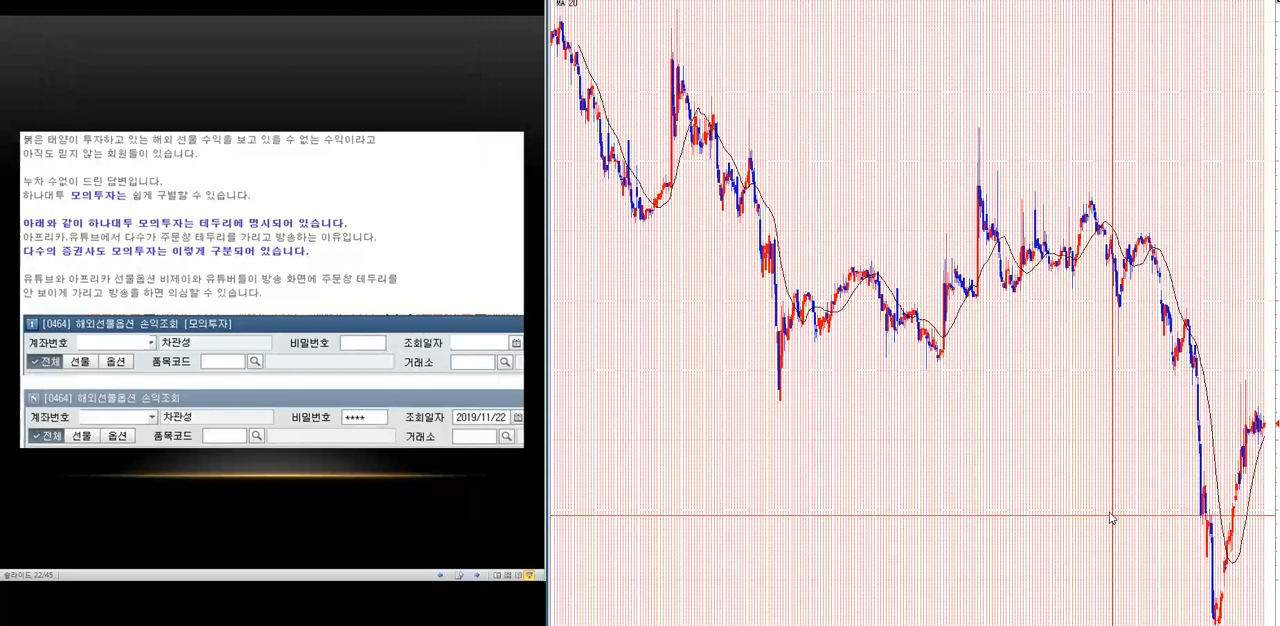 MA 20
붉은 태양이 투자하고 있는 해외 선물 수익을 보고 있을 수 없는 수익이라고
아직도 믿지 않는 회원들이 있습니다.
누차 수없이 드린 답변입니다.
하나대투 모의투자는 쉽게 구별할 수 있습니다.
아래와 같이 하나대투 모의투자는 테두리에 명시되어 있습니다.
아프리카.유튜브에서 다수가 주문창 테두리를 가리고 방송하는 이유입니다.
다수의 증권사도 모의투자는 이렇게 구분되어 있습니다.
유튜브와 아프리카 선물옵션 비제이와 유튜버들이 방송 화면에 주문창 테두리를
안 보이게 가리고 방송을 하면 의심할 수 있습니다.
[0464] 해외선물옵션 손익조회 [모의투자]
계좌번호 차관성 비밀번호 조회일자
전체 선물 옵션 품목코드 거래소
[0464] 해외선물옵션 손익조회
계좌번호 차관성 비밀번호 **** 조회일자 2019/11/22
전체 선물 옵션 품목코드 거래소
슬라이드 22/45